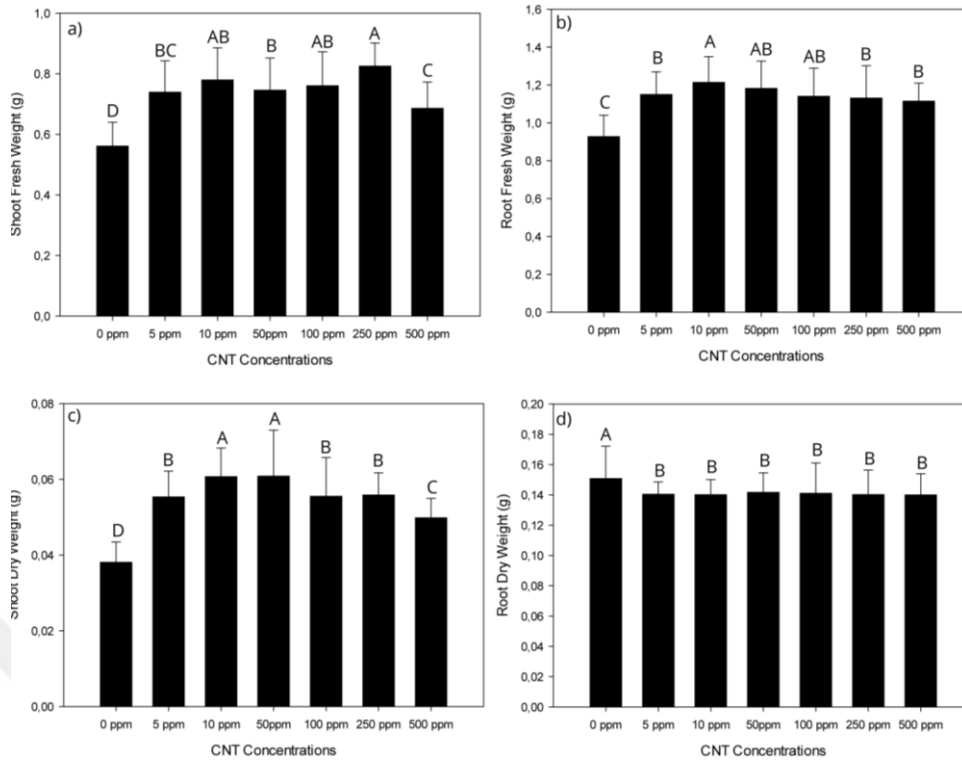 a)
Shoot Fresh Weight (g)
1,0
0,8
0,6
0,4
0,2
0,0
D
BC
AB
B
AB
A
C
0 ppm 5 ppm 10 ppm 50ppm 100 ppm 250 ppm 500 ppm
CNT Concentrations
b)
Root Fresh Weight (g)
1,6
1,4
1,2
1,0
0,8
0,6
0,4
0,2
0,0
C
B
A
AB
AB
B
B
0 ppm 5 ppm 10 ppm 50ppm 100 ppm 250 ppm 500 ppm
CNT Concentrations
c)
Shoot Dry Weight (g)
0,08
0,06
0,04
0,02
0,00
D
B
A
A
B
B
C
0 ppm 5 ppm 10 ppm 50ppm 100 ppm 250 ppm 500 ppm
CNT Concentrations
d)
Root Dry Weight (g)
0,20
0,18
0,16
0,14
0,12
0,10
0,08
0,06
0,04
0,02
0,00
A
B
B
B
B
B
B
0 ppm 5 ppm 10 ppm 50ppm 100 ppm 250 ppm 500 ppm
CNT Concentrations